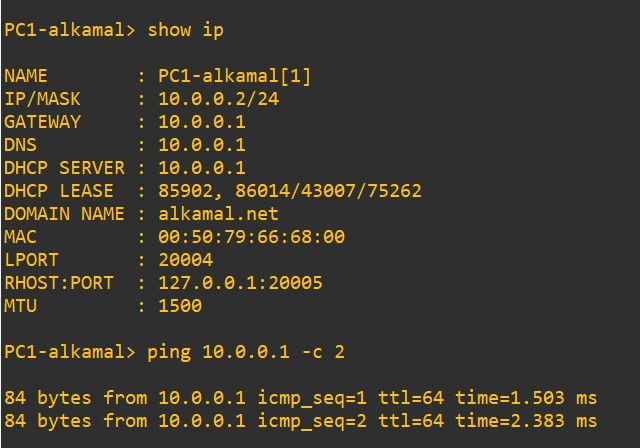 PC1-alkamal> show ip
NAME        : PC1-alkamal[1]
IP/MASK     : 10.0.0.2/24
GATEWAY     : 10.0.0.1
DNS         : 10.0.0.1
DHCP SERVER : 10.0.0.1
DHCP LEASE  : 85902, 86014/43007/75262
DOMAIN NAME : alkamal.net
MAC         : 00:50:79:66:68:00
LPORT       : 20004
RHOST:PORT  : 127.0.0.1:20005
MTU         : 1500
PC1-alkamal> ping 10.0.0.1 -c 2
84 bytes from 10.0.0.1 icmp_seq=1 ttl=64 time=1.503 ms
84 bytes from 10.0.0.1 icmp_seq=2 ttl=64 time=2.383 ms